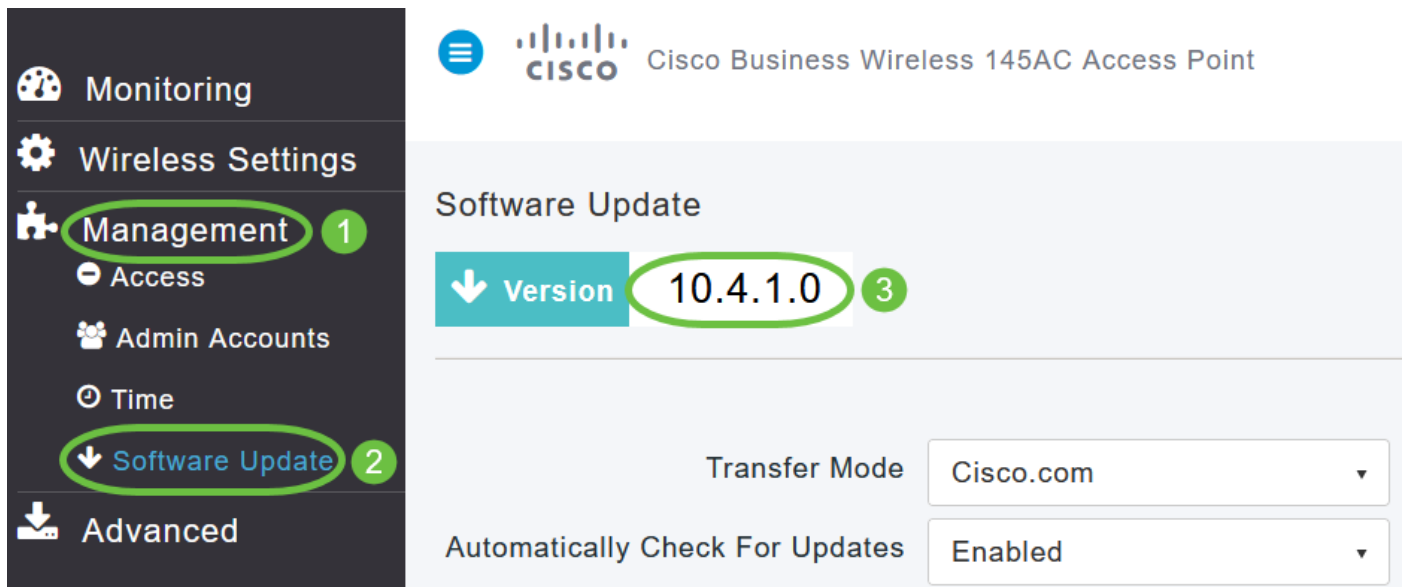 Monitoring
Wireless Settings
Management 1
Access
Admin Accounts
Time
Software Update 2
Advanced
CISCO Cisco Business Wireless 145AC Access Point
Software Update
Version 10.4.1.0 3
Transfer Mode Cisco.com
Automatically Check For Updates Enabled